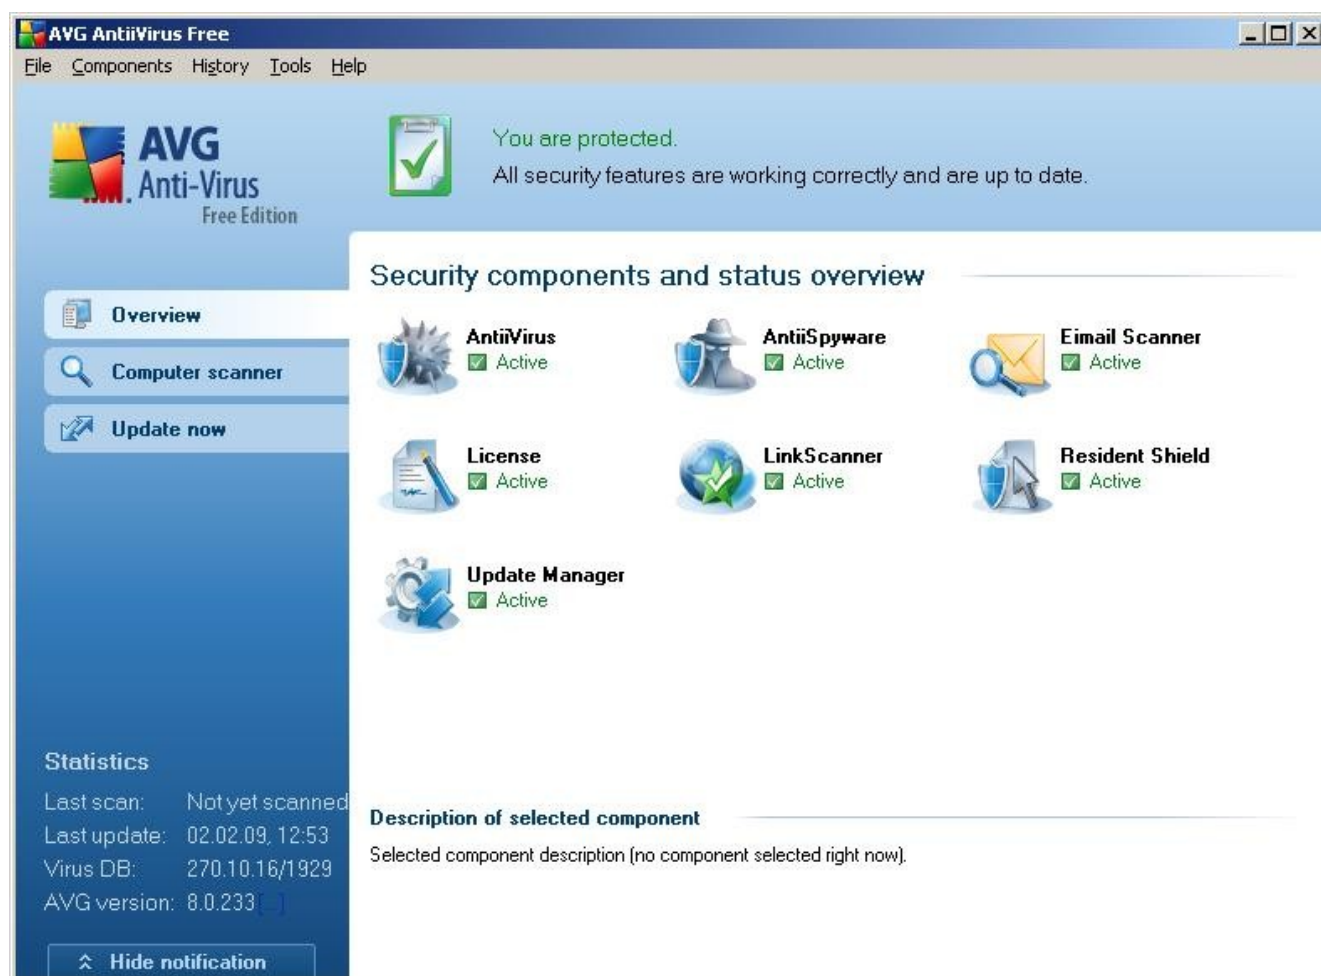 AVG AntiiVirus Free
File Components History Tools Help
AVG
Anti-Virus
Free Edition
You are protected.
All security features are working correctly and are up to date.
Overview
Computer scanner
Update now
Security components and status overview
AntiiVirus
Active
AntiiSpyware
Active
Eimail Scanner
Active
License
Active
LinkScanner
Active
Resident Shield
Active
Update Manager
Active
Statistics
Last scan: Not yet scanned
Last update: 02.02.09, 12:53
Virus DB: 270.10.16/1929
AVG version: 8.0.233[...]
Hide notification
Description of selected component
Selected component description (no component selected right now).